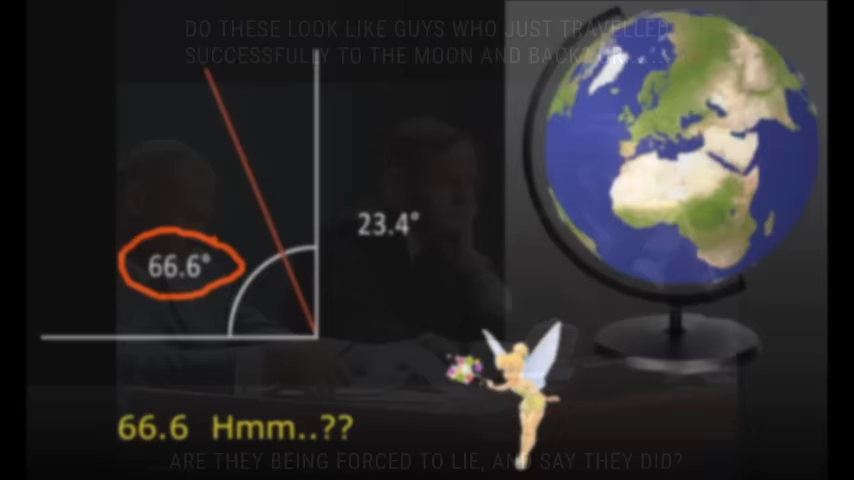 DO THESE LOOK LIKE GUYS WHO JUST TRAVELLED
SUCCESSFULLY TO THE MOON AND BACK? OR . . .
23.4°
66.6°
66.6 Hmm..??
ARE THEY BEING FORCED TO LIE, AND SAY THEY DID?